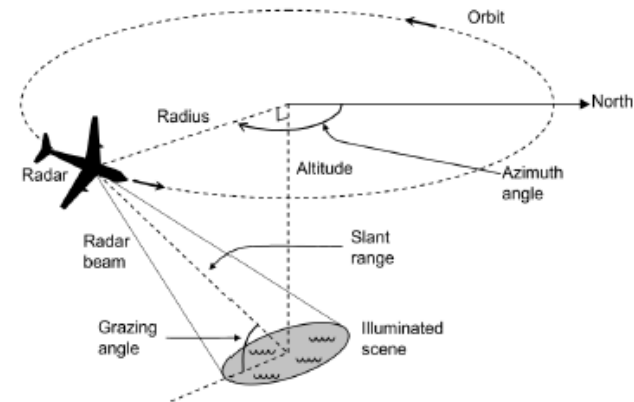 Orbit
North
Radius
Azimuth
angle
Radar
Altitude
Radar
beam
Slant
range
Grazing
angle
Illuminated
scene